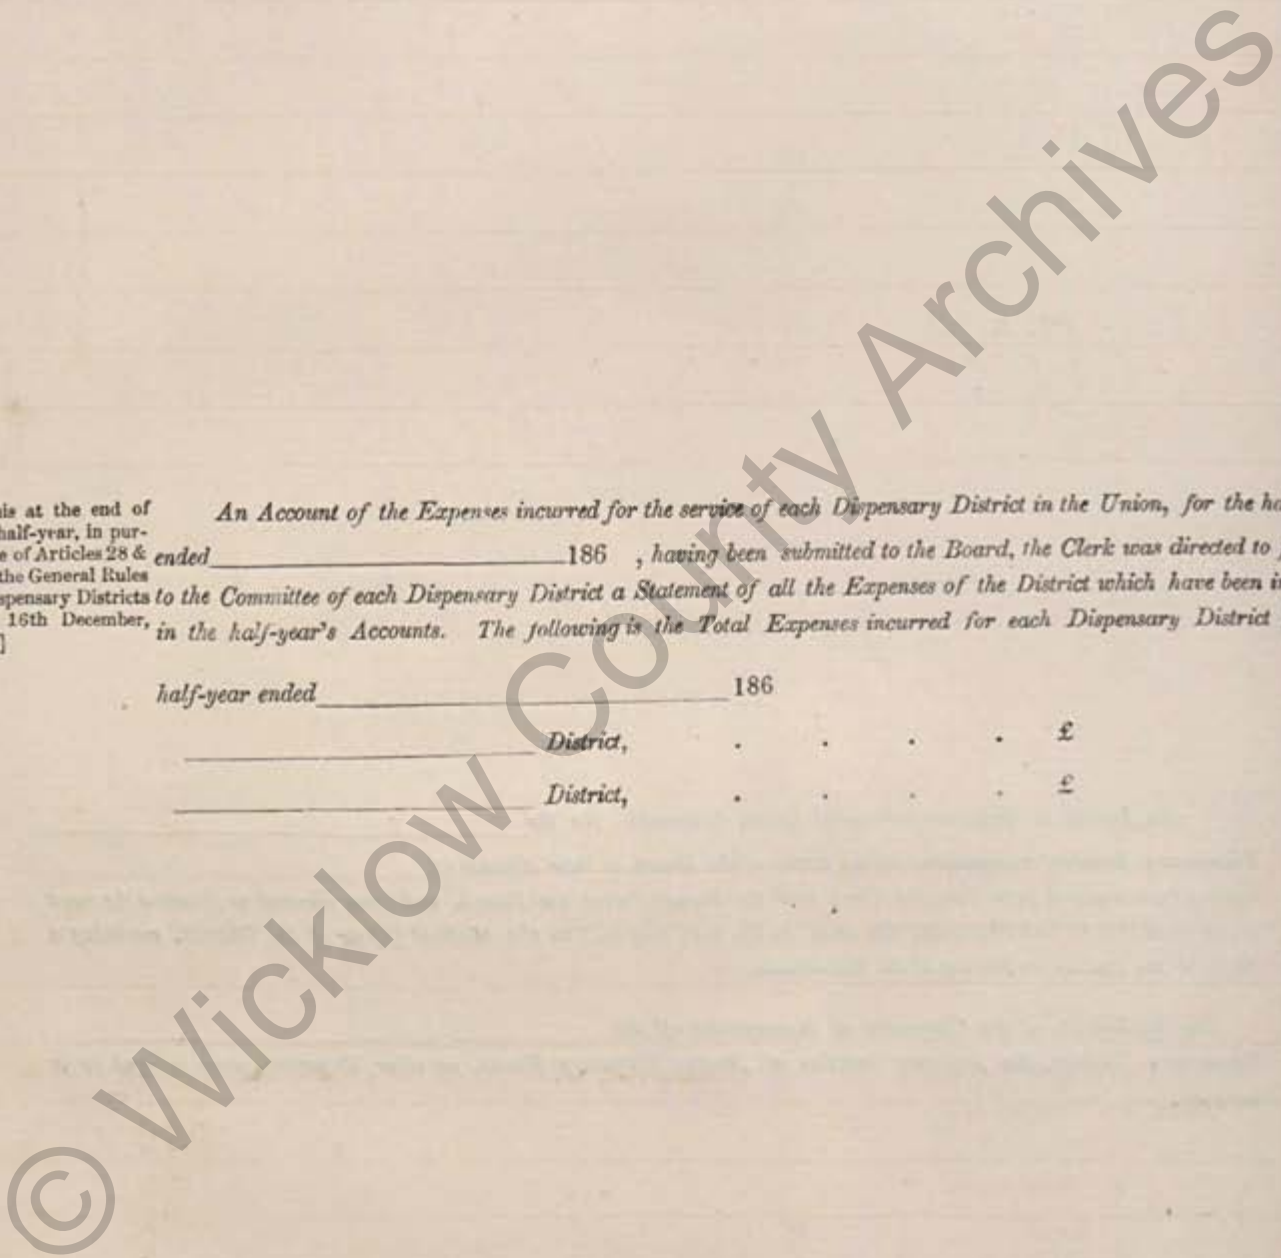 is at the end of
half-year, in pur-
e of Articles 28 &
the General Rules
spensary Districts
16th December,
]
An Account of the Expenses incurred for the service of each Dispensary District in the Union, for the ha
ended 186 , having been submitted to the Board, the Clerk was directed to
to the Committee of each Dispensary District a Statement of all the Expenses of the District which have been in
in the half-year's Accounts. The following is the Total Expenses incurred for each Dispensary District
half-year ended 186
District, . . . . £
District, . . . . £
© Wicklow County Archives